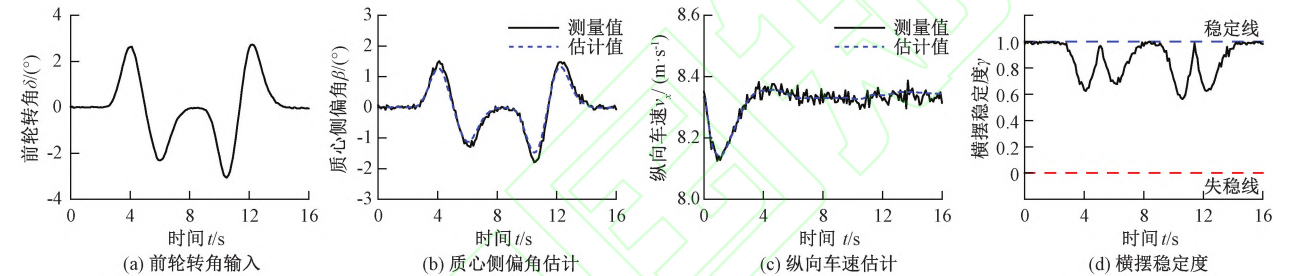 4
2
0
-2
-4
前轮转角δ/(°)
0 4 8 12 16
时间 t/s
(a) 前轮转角输入
3
2
1
0
-1
-2
-3
质心侧偏角β/(°)
测量值
估计值
0 4 8 12 16
时间 t/s
(b) 质心侧偏角估计
8.6
8.4
8.2
8.0
纵向车速vx/ (m·s-1)
测量值
估计值
0 4 8 12 16
时间 t/s
(c) 纵向车速估计
1.0
0.8
0.6
0.4
0.2
0
横摆稳定度γ
稳定线
失稳线
0 4 8 12 16
时间 t/s
(d) 横摆稳定度